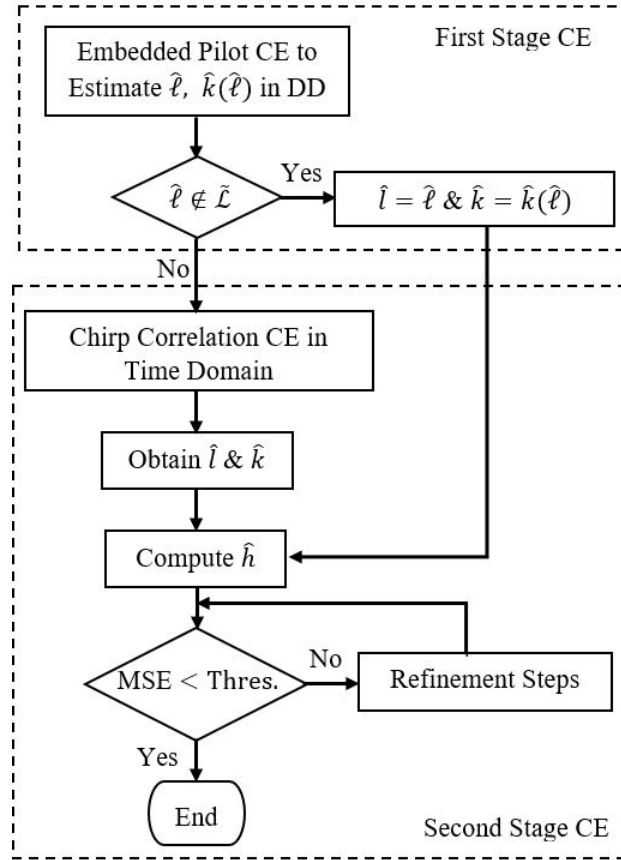 First Stage CE
Embedded Pilot CE to
Estimate ℓ̂, k̂(ℓ̂) in DD
ℓ̂ ∉ ℒ̃
Yes
l̂ = ℓ̂ & k̂ = k̂(ℓ̂)
No
Chirp Correlation CE in
Time Domain
Obtain l̂ & k̂
Compute ĥ
MSE < Thres.
No
Refinement Steps
Yes
End
Second Stage CE